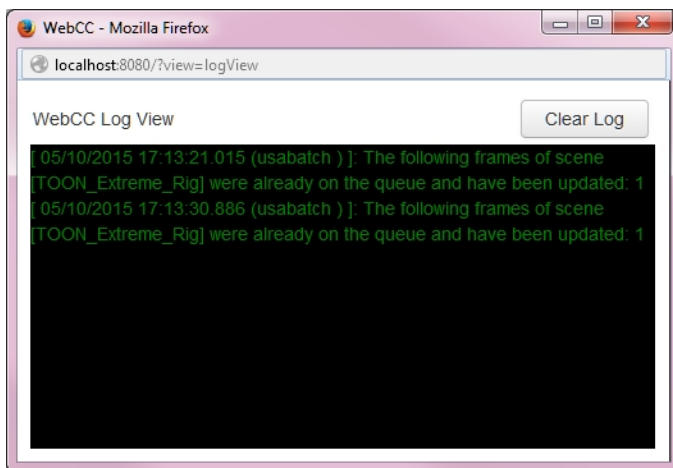 WebCC - Mozilla Firefox
localhost:8080/?view=logView
WebCC Log View
Clear Log
[ 05/10/2015 17:13:21.015 (usabatch ) ]: The following frames of scene
[TOON_Extreme_Rig] were already on the queue and have been updated: 1
[ 05/10/2015 17:13:30.886 (usabatch ) ]: The following frames of scene
[TOON_Extreme_Rig] were already on the queue and have been updated: 1